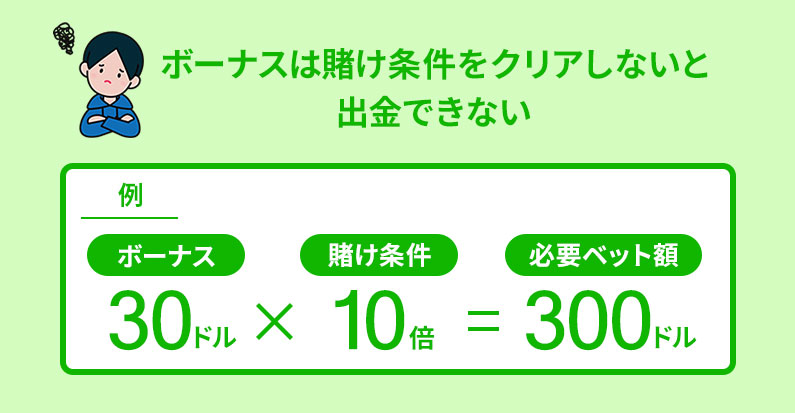 ボーナスは賭け条件をクリアしないと
出金できない
例
ボーナス 賭け条件 必要ベット額
30ドル × 10倍 = 300ドル